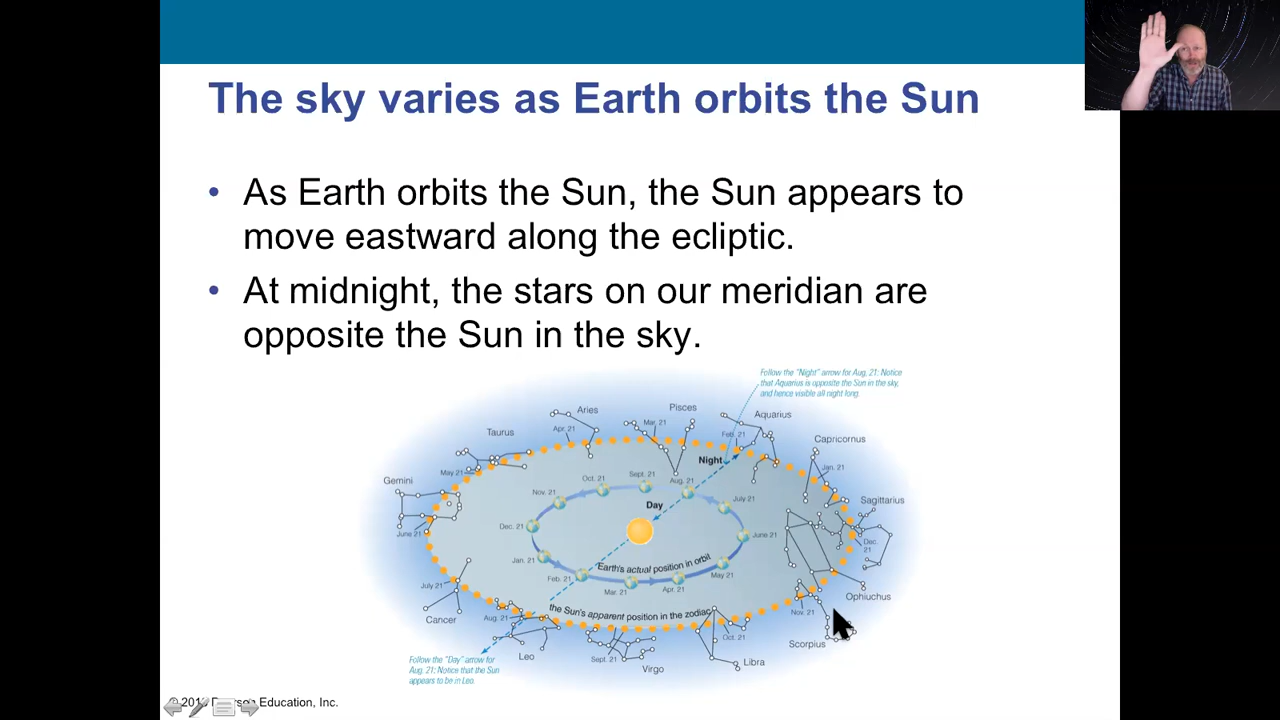 The sky varies as Earth orbits the Sun
• As Earth orbits the Sun, the Sun appears to
move eastward along the ecliptic.
• At midnight, the stars on our meridian are
opposite the Sun in the sky.
Follow the "Night" arrow for Aug. 21: Notice
that Aquarius is opposite the Sun in the sky,
and hence visible all night long.
Aries
Pisces
Aquarius
Taurus
Apr. 21
Mar. 21
Feb. 21
Capricornus
Gemini
May 21
Night
Jan. 21
Nov. 21
Oct. 21
Sept. 21
Aug. 21
July 21
Sagittarius
Day
June 21
Dec. 21
June 21
Dec. 21
Jan. 21
Feb. 21
Mar. 21
Apr. 21
May 21
Earth's actual position in orbit
July 21
Ophiuchus
Cancer
Aug. 21
the Sun's apparent position in the zodiac
Nov. 21
Scorpius
Leo
Sept. 21
Virgo
Oct. 21
Libra
Follow the "Day" arrow for
Aug. 21: Notice that the Sun
appears to be in Leo.
Education, Inc.